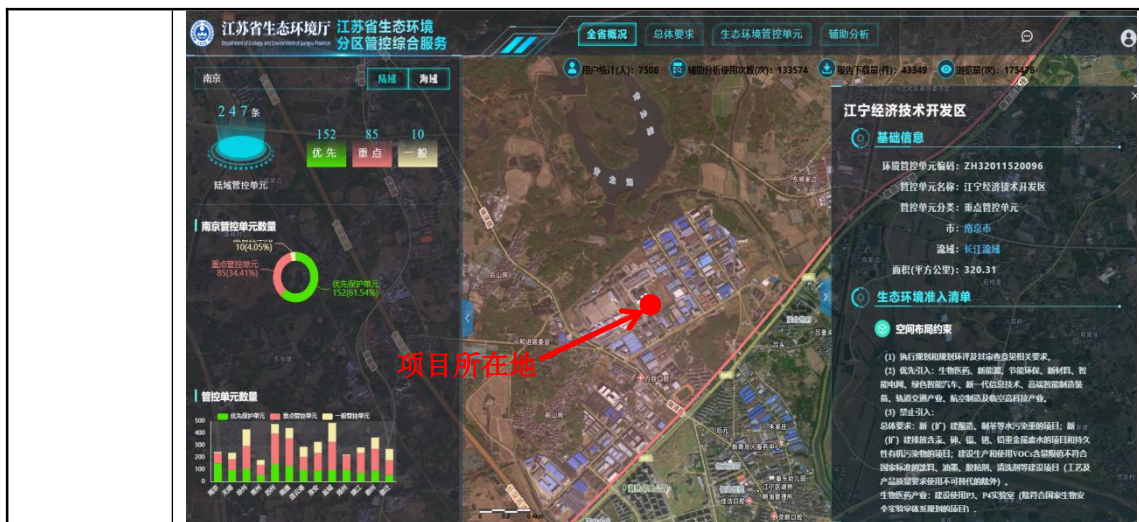 江苏省生态环境厅
Department of Ecology and Environment of Jiangsu Province
江苏省生态环境
分区管控综合服务
全省概况 总体要求 生态环境管控单元 辅助分析
用户统计(人): 7508 辅助分析使用次数(次): 133574 报告下载量(件): 43349 浏览量(次): 175478
南京
陆域 海域
247条
陆域管控单元
152 85 10
优先 重点 一般
南京管控单元数量
10(4.05%)
重点管控单元
85(34.41%)
优先保护单元
152(61.54%)
管控单元数量
优先保护单元 重点管控单元 一般管控单元
500
400
300
200
100
0
项目所在地
江宁经济技术开发区
基础信息
环境管控单元编码: ZH32011520096
管控单元名称: 江宁经济技术开发区
管控单元分类: 重点管控单元
市: 南京市
流域: 长江流域
面积(平方公里): 320.31
生态环境准入清单
空间布局约束
(1) 执行规划和规划环评及其审查意见相关要求。
(2) 优先引入: 生物医药、新能源、节能环保、新材料、智
能电网、绿色智能汽车、新一代信息技术、高端智能制造装
备、轨道交通产业、航空制造及临空高科技产业。
(3) 禁止引入:
总体要求: 新（扩）建酿造、制革等水污染重的项目; 新
（扩）建排放含汞、砷、镉、铬、铅重金属废水的项目和持久
性有机污染物的项目; 建设生产和使用VOCs含量限值不符合
国家标准的涂料、油墨、胶粘剂、清洗剂等建设项目（工艺及
产品质量要求使用不可替代的除外）。
生物医药产业: 建设使用P3、P4实验室（除符合国家生物安
全实验室体系规划的项目）。